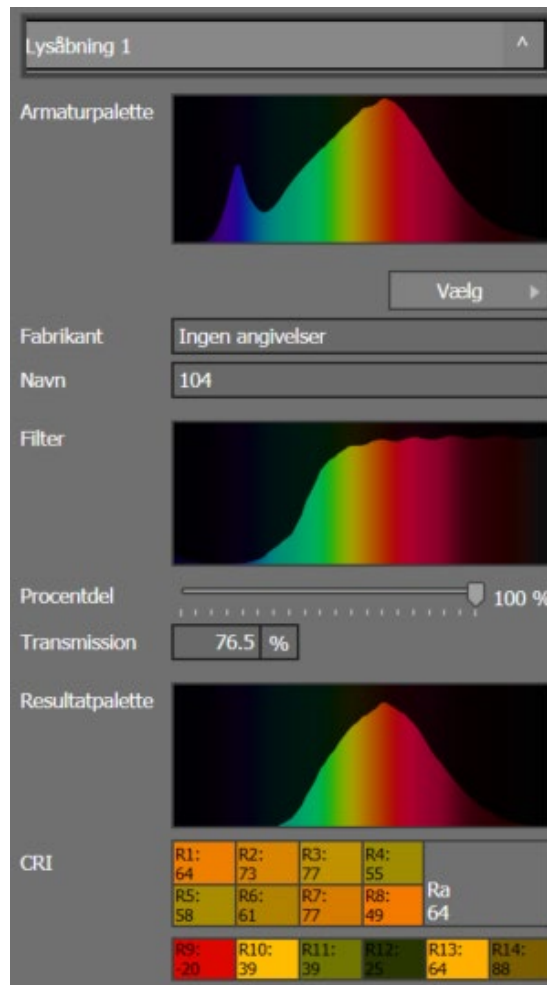 Lysåbning 1 ^
Armaturpalette
Vælg
Fabrikant Ingen angivelser
Navn 104
Filter
Procentdel 100 %
Transmission 76.5 %
Resultatpalette
CRI
R1: R2: R3: R4:
64 73 77 55
R5: R6: R7: R8: Ra
58 61 77 49 64
R9: R10: R11: R12: R13: R14:
-20 39 39 25 64 88